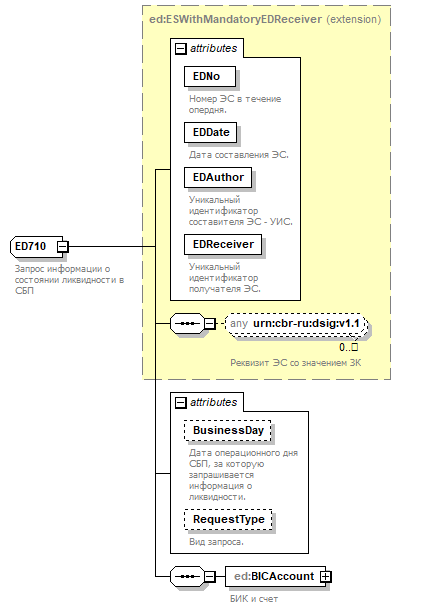 ed:ESWithMandatoryEDReceiver (extension)
attributes
EDNo
Номер ЭС в течение
опердня.
EDDate
Дата составления ЭС.
EDAuthor
Уникальный
идентификатор
составителя ЭС - УИС.
EDReceiver
Уникальный
идентификатор
получателя ЭС.
ED710
Запрос информации о
состоянии ликвидности в
СБП
any urn:cbr-ru:dsig:v1.1
0..
Реквизит ЭС со значением ЗК
attributes
BusinessDay
Дата операционного дня
СБП, за которую
запрашивается
информация о
ликвидности.
RequestType
Вид запроса.
ed:BICAccount
БИК и счет